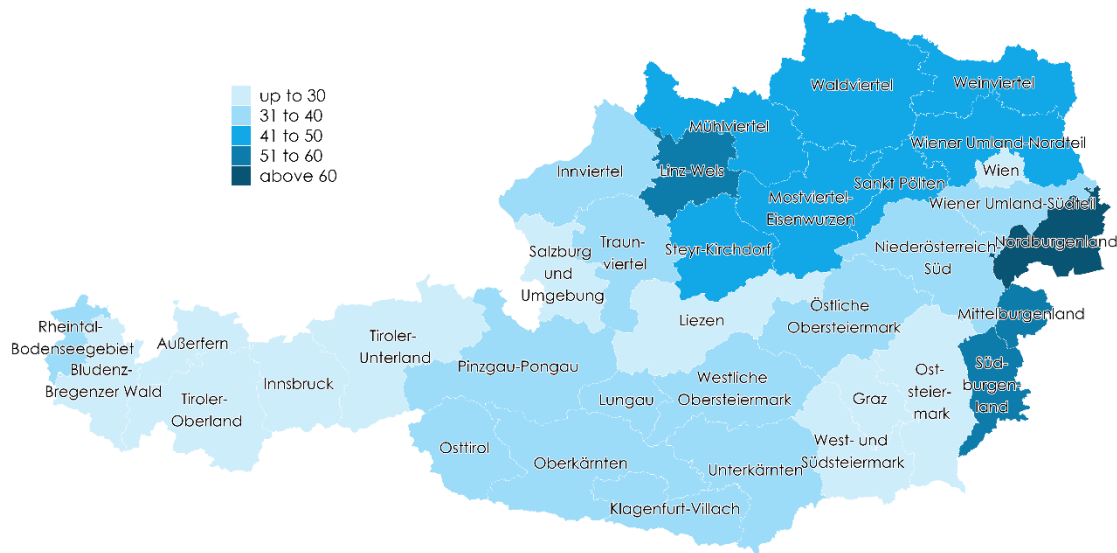 up to 30
31 to 40
41 to 50
51 to 60
above 60
Waldviertel
Weinviertel
Mühlviertel
Wiener Umland-Nordteil
Innviertel
Linz-Wels
Wien
Sankt Pölten
Mostviertel-
Eisenwurzen
Wiener Umland-Südteil
Traun-
viertel
Steyr-Kirchdorf
Niederösterreich-
Süd
Nordburgenland
Salzburg
und
Umgebung
Liezen
Östliche
Obersteiermark
Mittelburgenland
Rheintal-
Bodenseegebiet
Außerfern
Tiroler-
Unterland
Bludenz-
Bregenzer Wald
Innsbruck
Pinzgau-Pongau
Tiroler-
Oberland
Lungau
Westliche
Obersteiermark
Graz
Ost-
steier-
mark
Süd-
burgen-
land
Osttirol
Oberkärnten
Unterkärnten
West- und
Südsteiermark
Klagenfurt-Villach